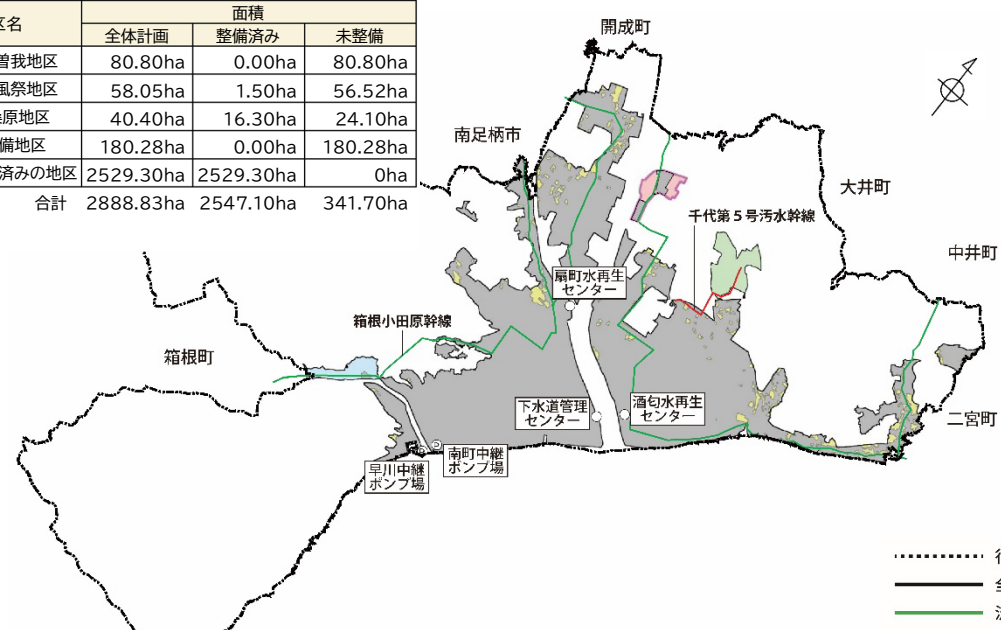 区名 面積
全体計画 整備済み 未整備
曽我地区 80.80ha 0.00ha 80.80ha
風祭地区 58.05ha 1.50ha 56.52ha
原地区 40.40ha 16.30ha 24.10ha
備地区 180.28ha 0.00ha 180.28ha
済みの地区 2529.30ha 2529.30ha 0ha
合計 2888.83ha 2547.10ha 341.70ha
開成町
南足柄市
大井町
千代第5号汚水幹線
中井町
扇町水再生
センター
箱根小田原幹線
箱根町
下水道管理
センター
酒匂水再生
センター
二宮町
南町中継
ポンプ場
早川中継
ポンプ場